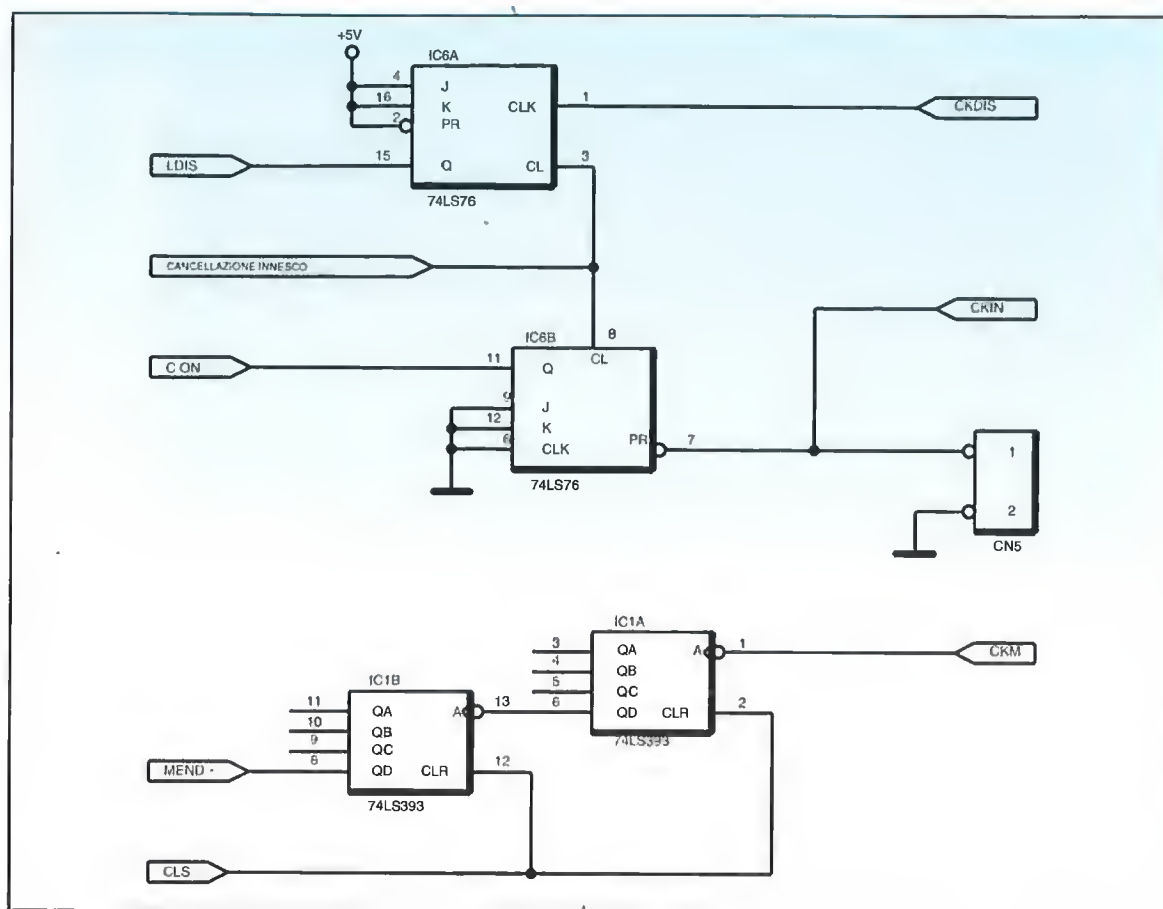 +5V
IC6A
4 J
16 K CLK 1 CKDIS
2 PR
LDIS 15 Q CL 3
74LS76
CANCELLAZIONE INNESCO
CKIN
IC6B 8
CL
C ON 11 Q
9 J
12 K
PR 7
6 CLK
1
74LS76
2
CN5
IC1A
3 QA A 1 CKM
4 QB
5 QC
6 QD CLR 2
74LS393
IC1B
11 QA A 13
10 QB
9 QC
MEND - 8 QD CLR 12
74LS393
CLS